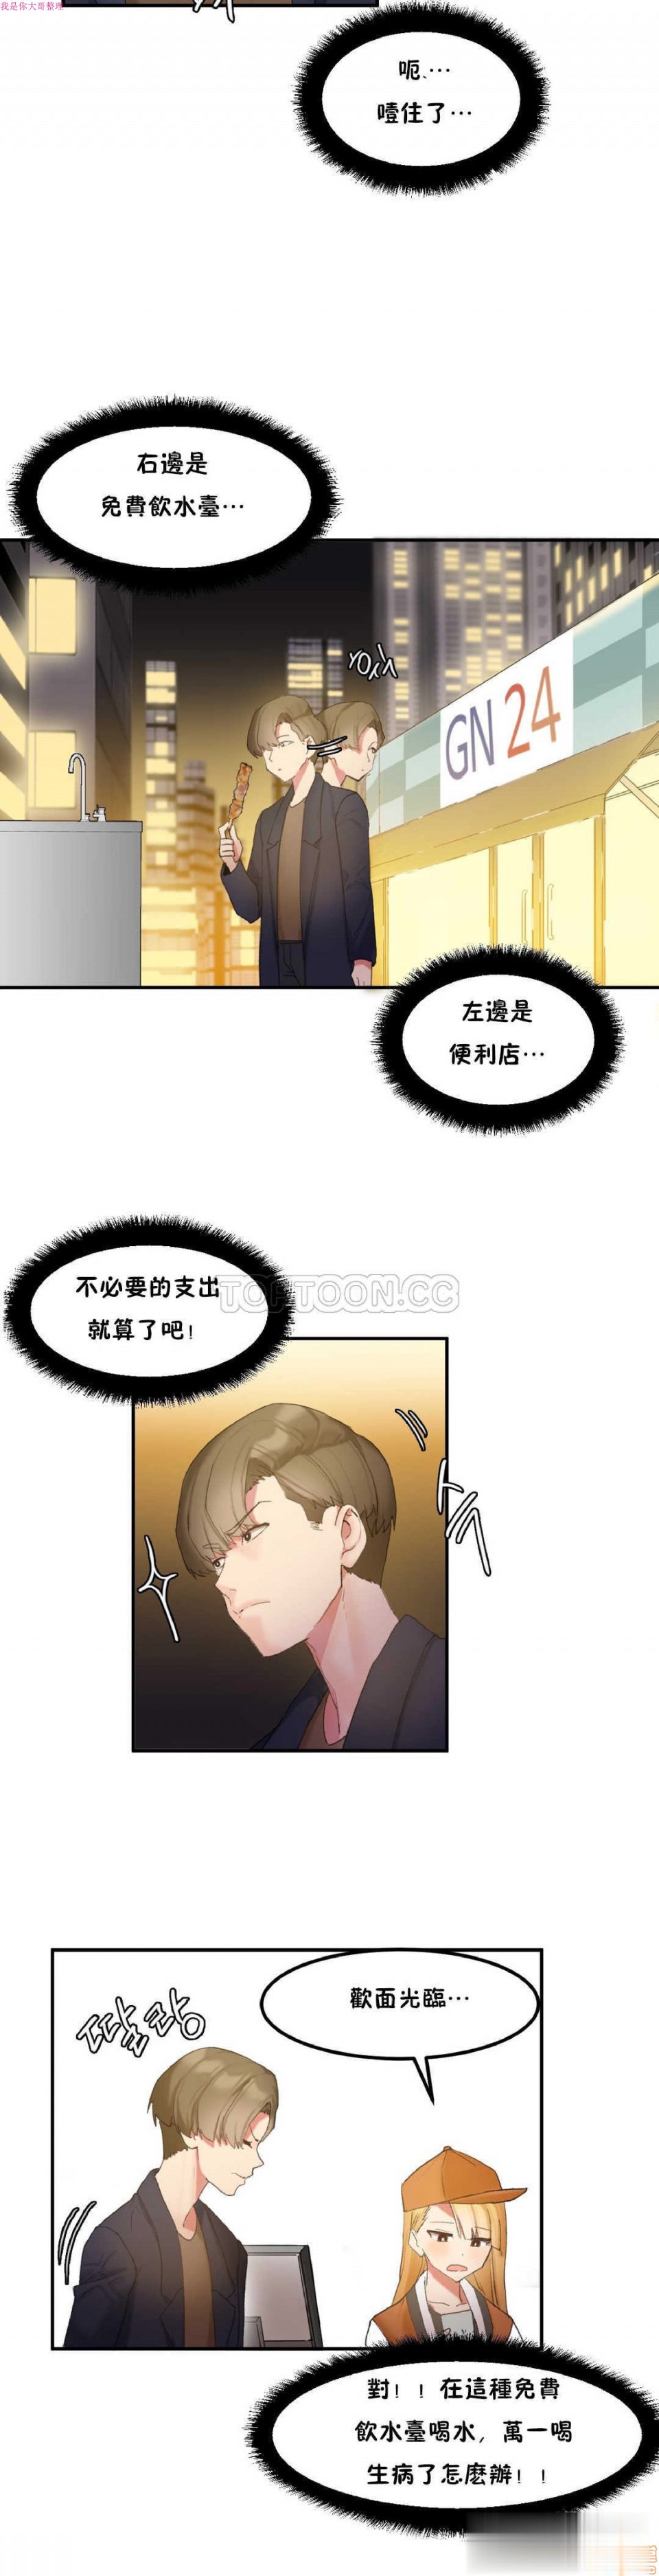 我是你大哥整理
呃、…
噎住了…
右邊是
免費飲水臺…
GN 24
左邊是
便利店…
不必要的支出
就算了吧!
TOPTOON.CC
歡面光臨…
딸랑
對!!在這種免費
飲水臺喝水,萬一喝
生病了怎麽辦!!